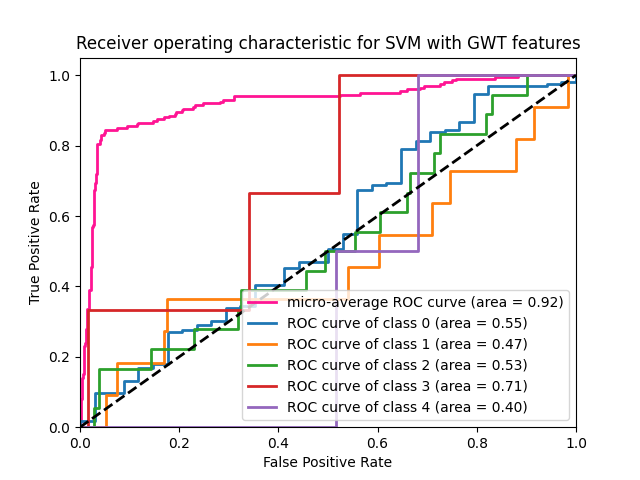 Receiver operating characteristic for SVM with GWT features
True Positive Rate
1.0
0.8
0.6
0.4
0.2
0.0
micro-average ROC curve (area = 0.92)
ROC curve of class 0 (area = 0.55)
ROC curve of class 1 (area = 0.47)
ROC curve of class 2 (area = 0.53)
ROC curve of class 3 (area = 0.71)
ROC curve of class 4 (area = 0.40)
0.0 0.2 0.4 0.6 0.8 1.0
False Positive Rate